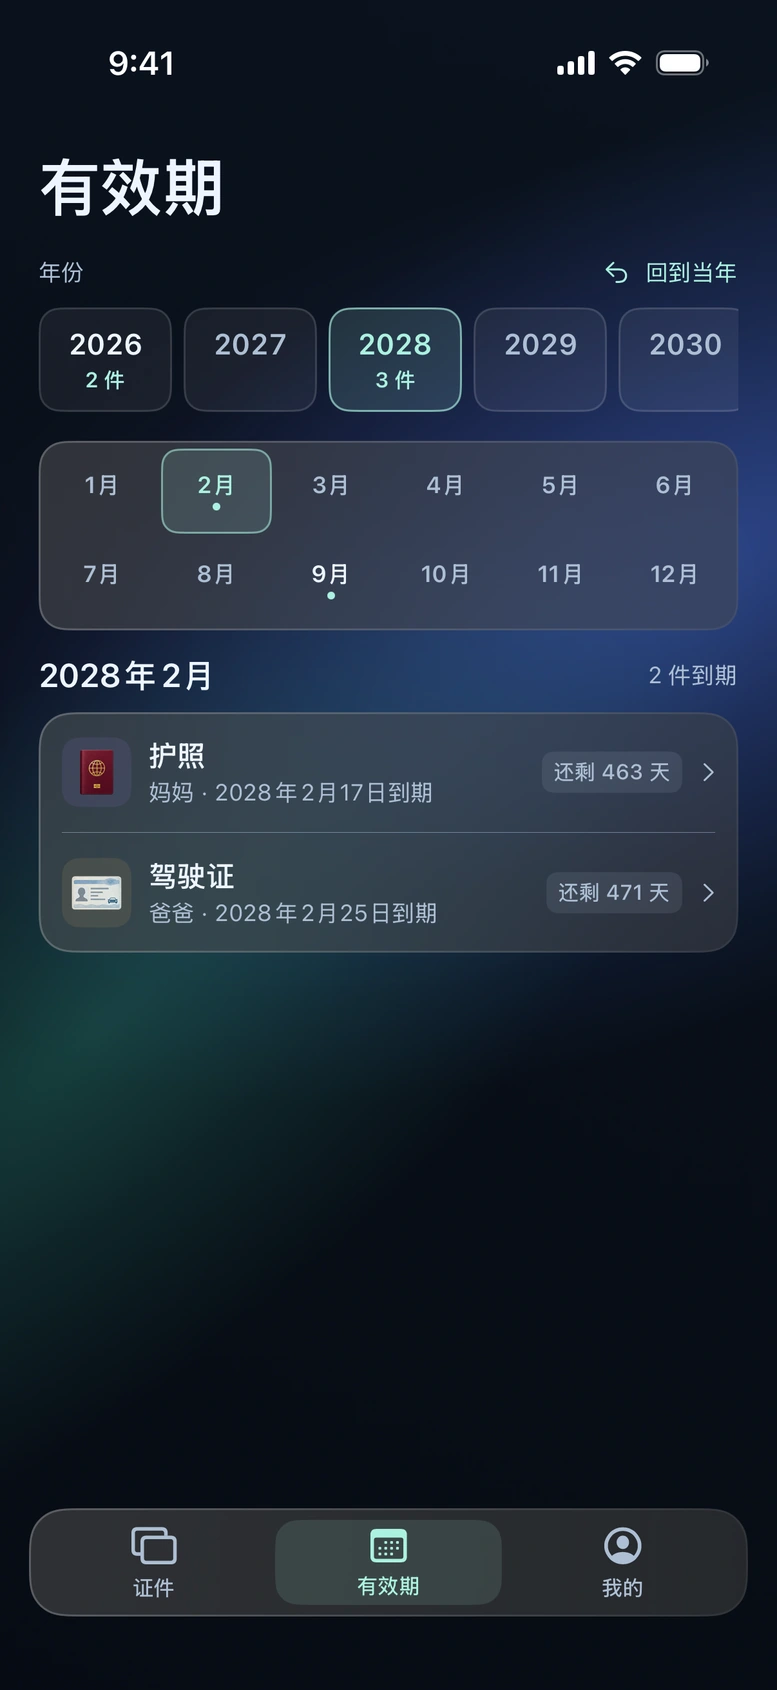 9:41
有效期
年份
回到当年
2026 2027 2028 2029 2030
2 件 3 件
1月 2月 3月 4月 5月 6月
7月 8月 9月 10月 11月 12月
2028年2月 2 件到期
护照
妈妈 · 2028年2月17日到期
还剩 463 天
驾驶证
爸爸 · 2028年2月25日到期
还剩 471 天
证件 有效期 我的